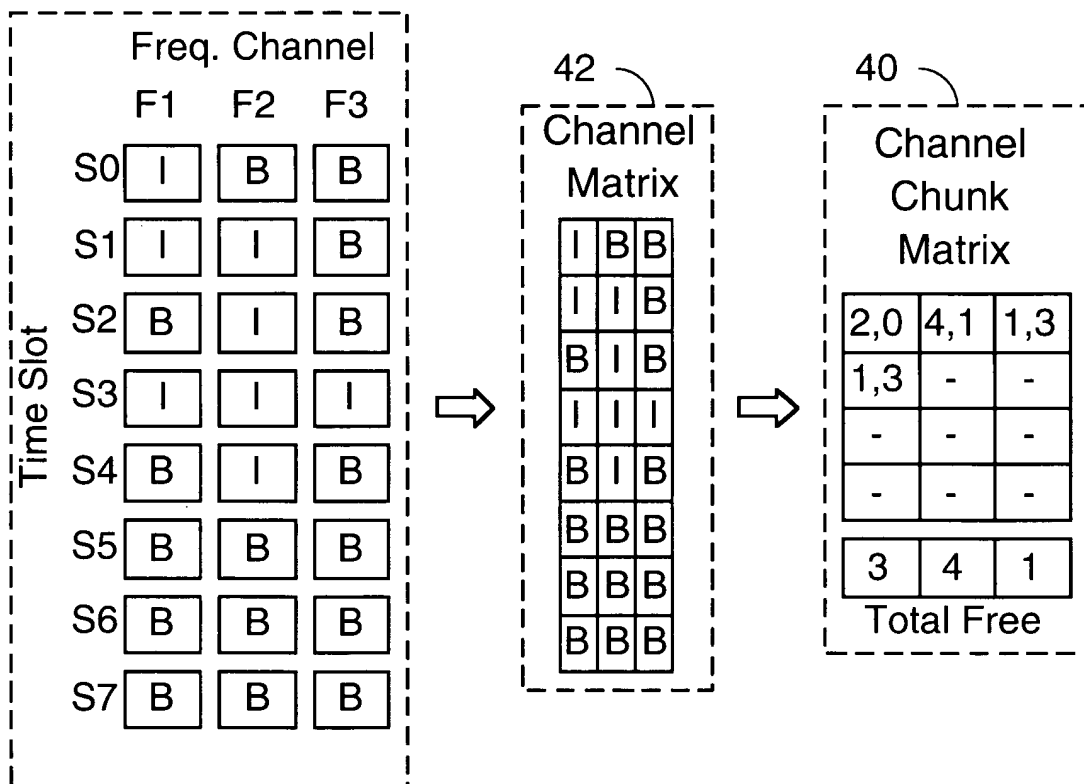 Freq. Channel
F1 F2 F3
Time Slot
S0 I B B
S1 I I B
S2 B I B
S3 I I I
S4 B I B
S5 B B B
S6 B B B
S7 B B B
42
Channel
Matrix
I B B
I I B
B I B
I I I
B I B
B B B
B B B
B B B
40
Channel
Chunk
Matrix
2,0 4,1 1,3
1,3 - -
- - -
- - -
3 4 1
Total Free